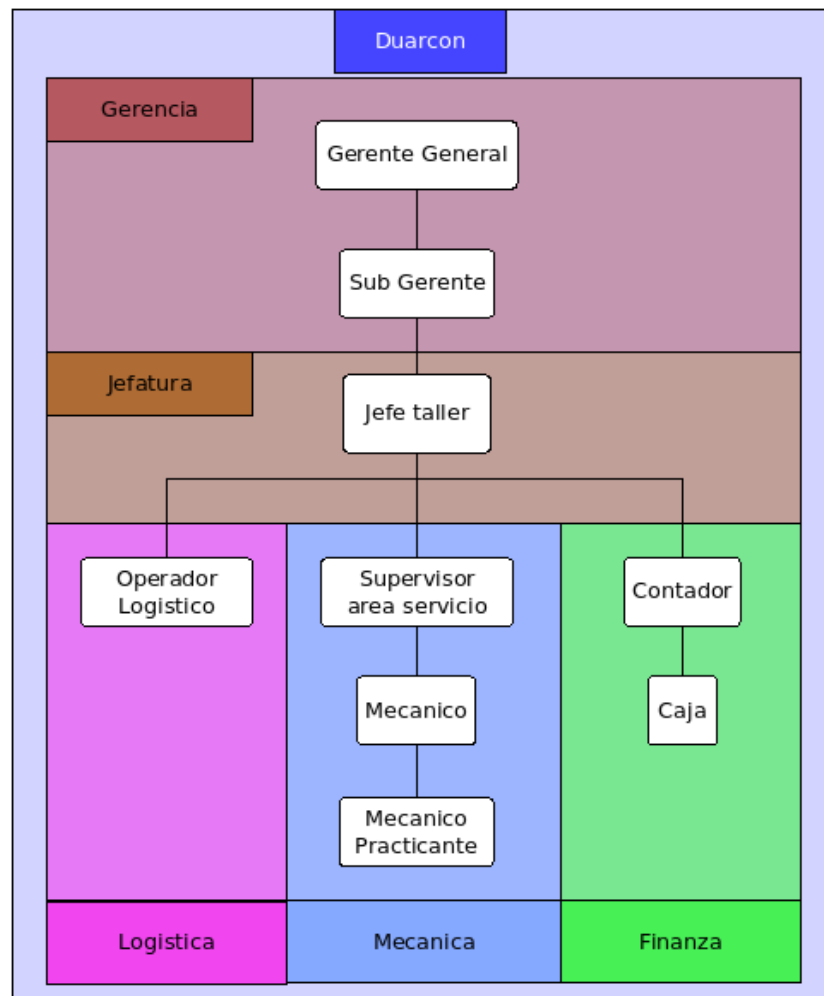 Duarcon
Gerencia
Gerente General
Sub Gerente
Jefatura
Jefe taller
Operador
Logistico
Supervisor
area servicio
Contador
Mecanico
Caja
Mecanico
Practicante
Logistica
Mecanica
Finanza